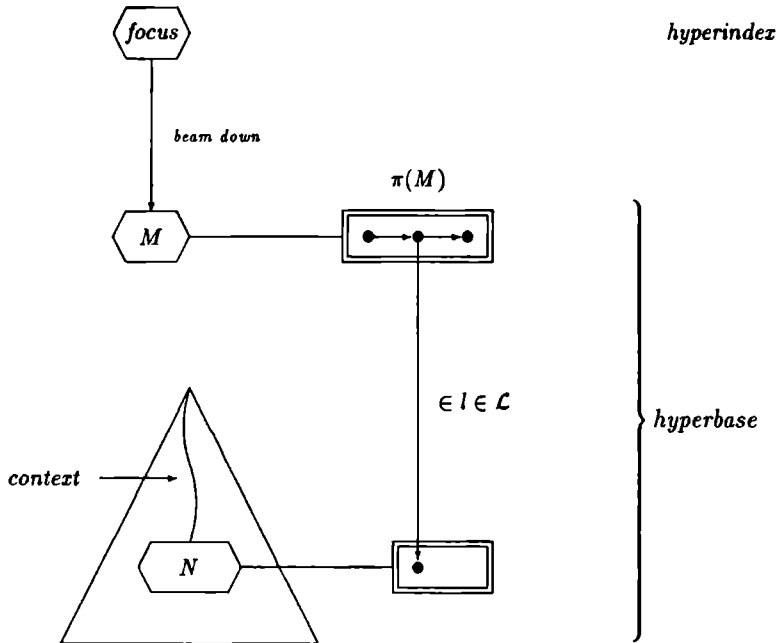 focus
hyperindex
beam down
π(M)
M
∈ l ∈ ℒ
hyperbase
context
N